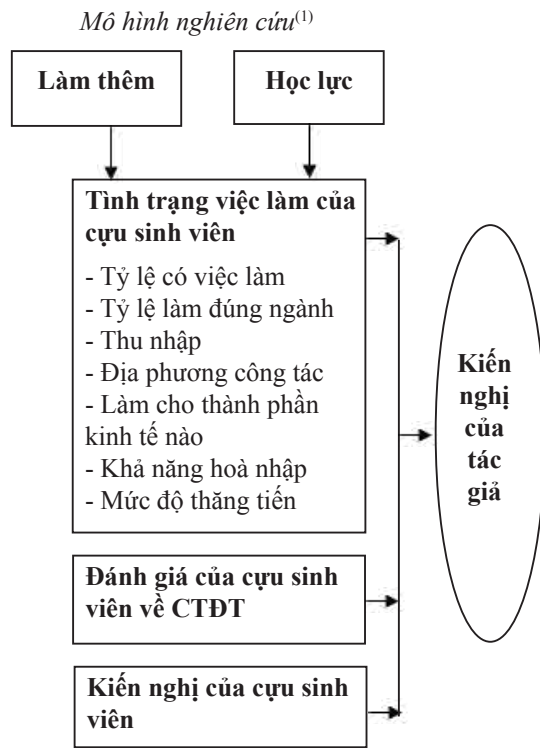 Mô hình nghiên cứu(1)
Làm thêm
Học lực
Tình trạng việc làm của
cựu sinh viên
- Tỷ lệ có việc làm
- Tỷ lệ làm đúng ngành
- Thu nhập
- Địa phương công tác
- Làm cho thành phần
kinh tế nào
- Khả năng hoà nhập
- Mức độ thăng tiến
Đánh giá của cựu sinh
viên về CTĐT
Kiến nghị của cựu sinh
viên
Kiến
nghị
của
tác
giả